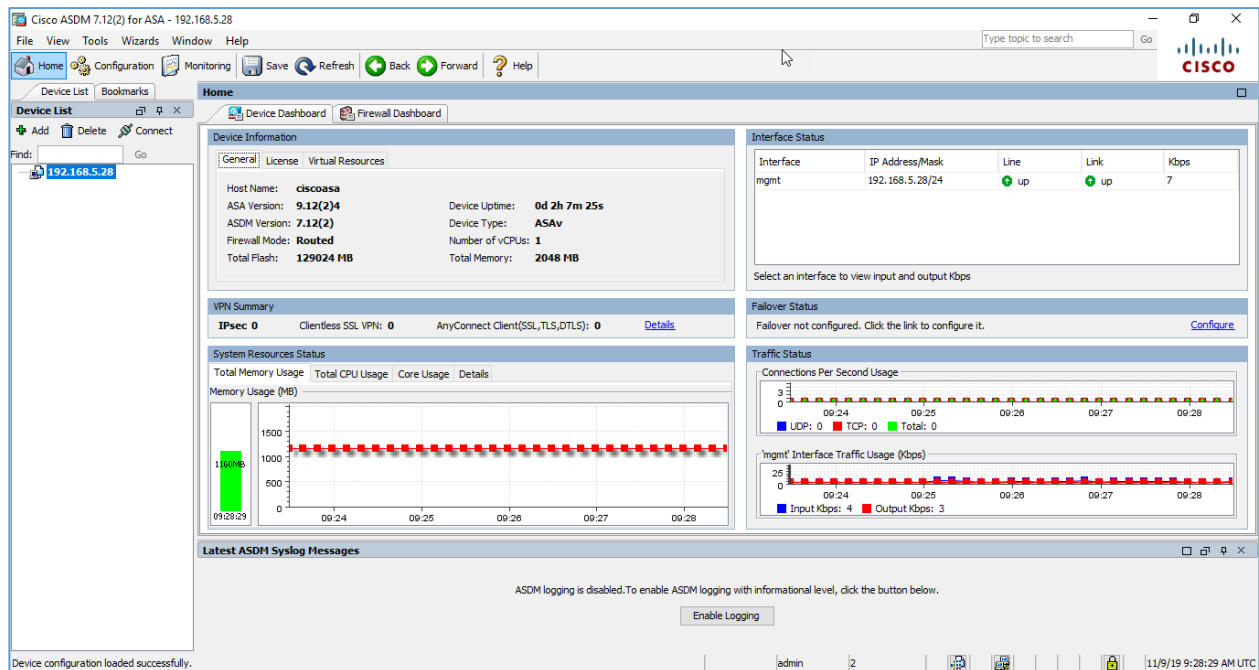 Cisco ASDM 7.12(2) for ASA - 192.168.5.28
File View Tools Wizards Window Help
Type topic to search Go
Home Configuration Monitoring Save Refresh Back Forward Help
CISCO
Device List Bookmarks
Device List
Add Delete Connect
Find: Go
192.168.5.28
Home
Device Dashboard Firewall Dashboard
Device Information
General License Virtual Resources
Host Name: ciscoasa
ASA Version: 9.12(2)4 Device Uptime: 0d 2h 7m 25s
ASDM Version: 7.12(2) Device Type: ASAv
Firewall Mode: Routed Number of vCPUs: 1
Total Flash: 129024 MB Total Memory: 2048 MB
Interface Status
Interface IP Address/Mask Line Link Kbps
mgmt 192.168.5.28/24 up up 7
Select an interface to view input and output Kbps
VPN Summary
IPsec 0 Clientless SSL VPN: 0 AnyConnect Client(SSL,TLS,DTLS): 0 Details
Failover Status
Failover not configured. Click the link to configure it. Configure
System Resources Status
Total Memory Usage Total CPU Usage Core Usage Details
Memory Usage (MB)
1500
1000
500
0
1160MB
09:28:29
09:24 09:25 09:26 09:27 09:28
Traffic Status
Connections Per Second Usage
3
0
09:24 09:25 09:26 09:27 09:28
UDP: 0 TCP: 0 Total: 0
'mgmt' Interface Traffic Usage (Kbps)
25
0
09:24 09:25 09:26 09:27 09:28
Input Kbps: 4 Output Kbps: 3
Latest ASDM Syslog Messages
ASDM logging is disabled.To enable ASDM logging with informational level, click the button below.
Enable Logging
Device configuration loaded successfully. admin 2 11/9/19 9:28:29 AM UTC